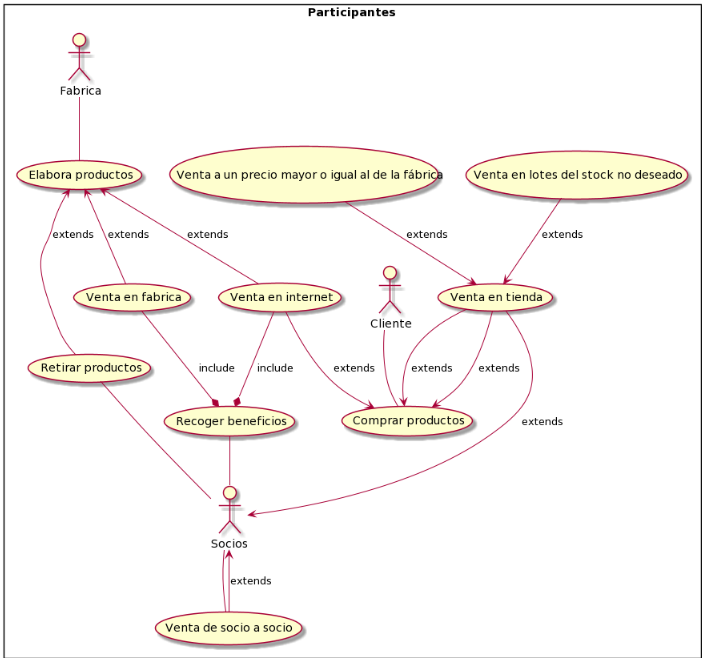 Participantes
Fabrica
Elabora productos
Venta a un precio mayor o igual al de la fábrica
Venta en lotes del stock no deseado
extends
extends
extends
extends
extends
Cliente
Venta en fabrica
Venta en internet
Venta en tienda
Retirar productos
include
include
extends
extends
extends
Recoger beneficios
Comprar productos
extends
Socios
extends
Venta de socio a socio